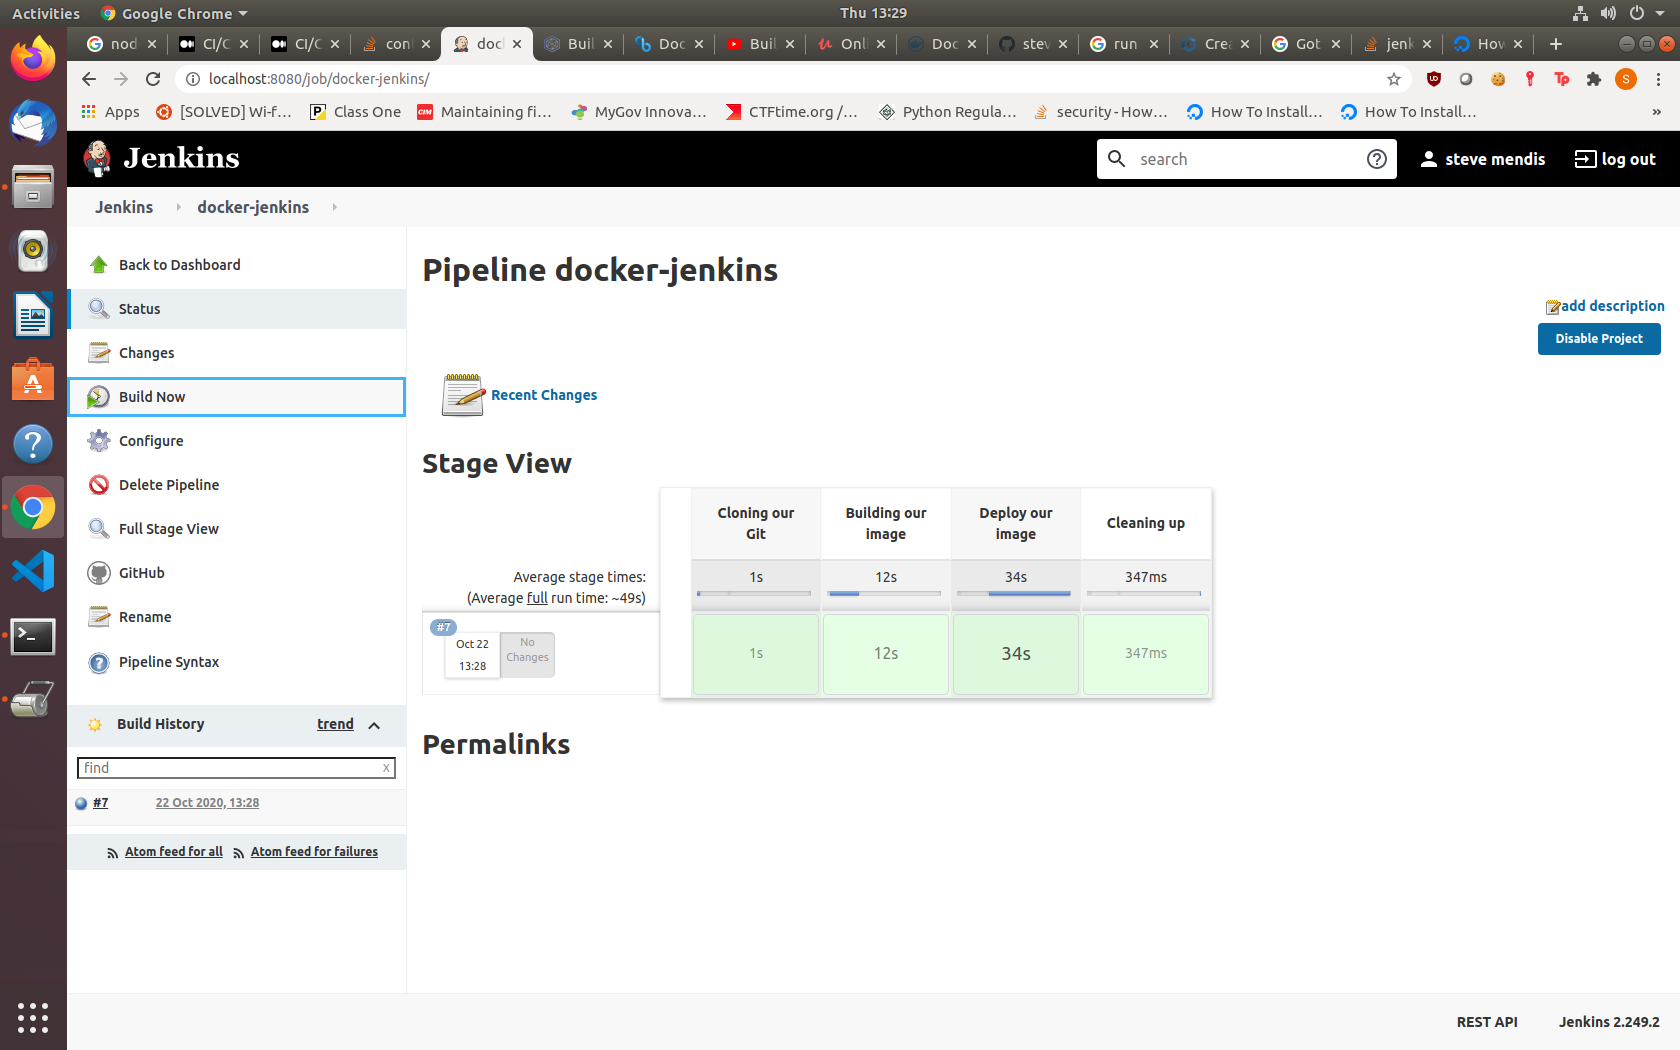 Activities
Google Chrome
Thu 13:29
nod
CI/C
CI/C
con
doc
Buil
Doc
Buil
Onl
Doc
stev
run
Crea
Got
jenk
How
localhost:8080/job/docker-jenkins/
S
Apps
[SOLVED] Wi-f...
Class One
Maintaining fi...
MyGov Innova...
CTFtime.org /...
Python Regula...
security - How...
How To Install...
How To Install...
»
Jenkins
search
steve mendis
log out
Jenkins
docker-jenkins
Back to Dashboard
Status
Changes
Build Now
Configure
Delete Pipeline
Full Stage View
GitHub
Rename
Pipeline Syntax
Build History
trend
find
x
#7
22 Oct 2020, 13:28
Atom feed for all
Atom feed for failures
Pipeline docker-jenkins
add description
Disable Project
Recent Changes
Stage View
Cloning our
Git
Building our
image
Deploy our
image
Cleaning up
Average stage times:
(Average full run time: ~49s)
1s
12s
34s
347ms
#7
Oct 22
13:28
No
Changes
1s
12s
34s
347ms
Permalinks
REST API
Jenkins 2.249.2